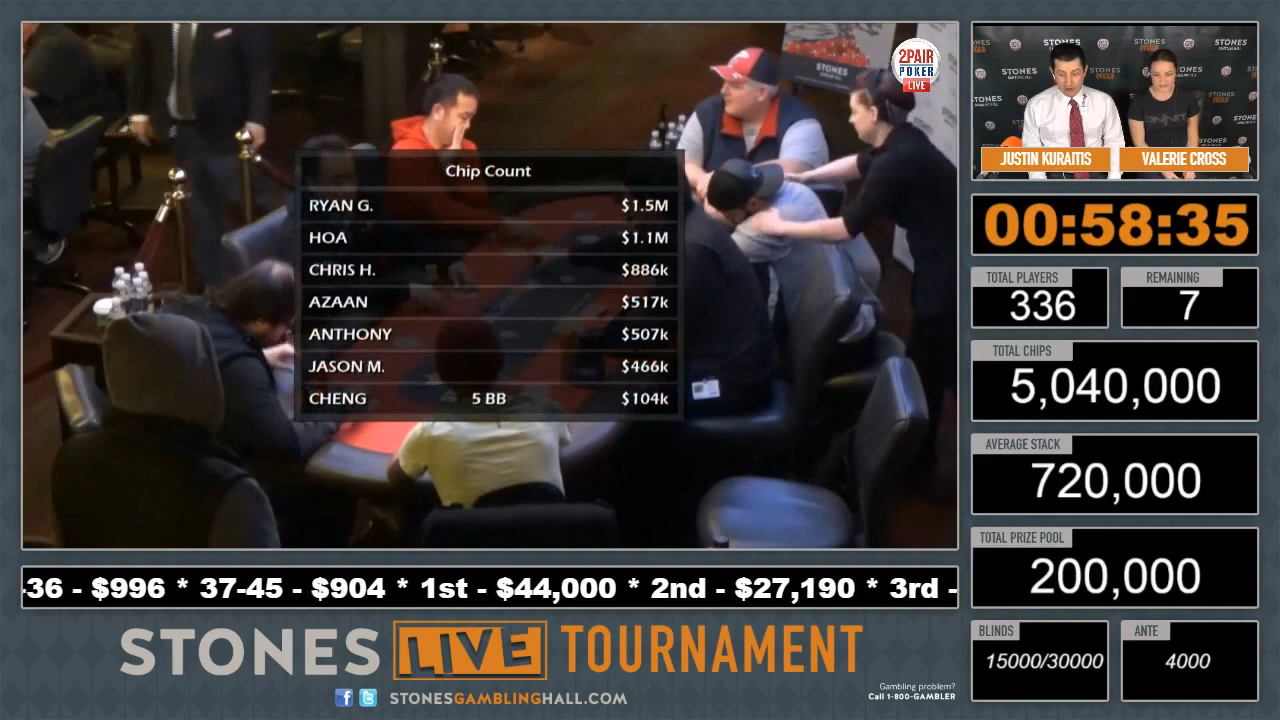 2PAIR
POKER
LIVE
STONES
Chip Count
RYAN G. $1.5M
HOA $1.1M
CHRIS H. $886k
AZAAN $517k
ANTHONY $507k
JASON M. $466k
CHENG 5 BB $104k
STONES
STONES
STONES
STONES
JUSTIN KURAITIS
VALERIE CROSS
00:58:35
TOTAL PLAYERS
336
REMAINING
7
TOTAL CHIPS
5,040,000
AVERAGE STACK
720,000
TOTAL PRIZE POOL
200,000
BLINDS
15000/30000
ANTE
4000
-36 - $996 * 37-45 - $904 * 1st - $44,000 * 2nd - $27,190 * 3rd -
STONES LIVE TOURNAMENT
STONESGAMBLINGHALL.COM
Gambling problem?
Call 1-800-GAMBLER